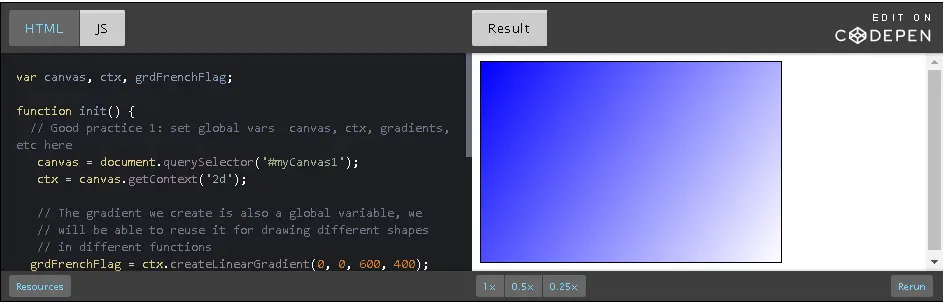 HTML JS Result EDIT ON
CODEPEN
var canvas, ctx, grdFrenchFlag;
function init() {
// Good practice 1: set global vars canvas, ctx, gradients,
etc here
canvas = document.querySelector('#myCanvas1');
ctx = canvas.getContext('2d');
// The gradient we create is also a global variable, we
// will be able to reuse it for drawing different shapes
// in different functions
grdFrenchFlag = ctx.createLinearGradient(0, 0, 600, 400);
Resources 1x 0.5x 0.25x Rerun